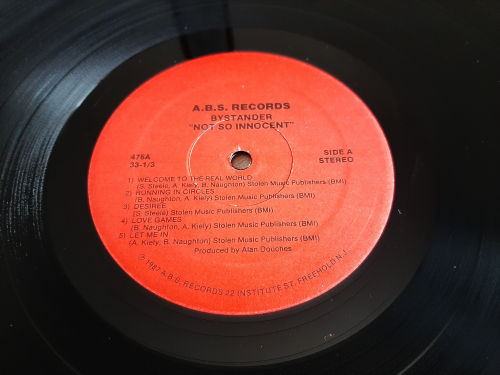 A.B.S. RECORDS
BYSTANDER
"NOT SO INNOCENT"
476A
33-1/3
SIDE A
STEREO
1) WELCOME TO THE REAL WORLD
(S. Steele, A. Kiely, B. Naughton) Stolen Music Publishers (BMI)
2) RUNNING IN CIRCLES
(B. Naughton, A. Kiely) Stolen Music Publishers (BMI)
3) DESIREE
(S. Steele) Stolen Music Publishers (BMI)
4) LOVE GAMES
(B. Naughton, A. Kiely) Stolen Music Publishers (BMI)
5) LET ME IN
(A. Kiely, B. Naughton) Stolen Music Publishers (BMI)
Produced by Alan Douches
℗ 1987 A.B.S. RECORDS 22 INSTITUTE ST. FREEHOLD N.J.